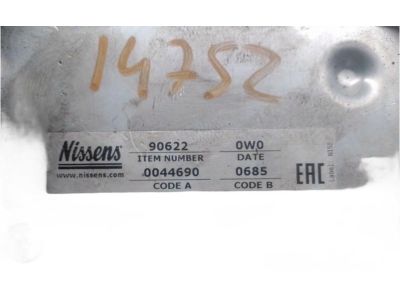 14752
Nissens 90622 0W0
ITEM NUMBER DATE
www.nissens.com 0044690 0685 EAC
CODE A CODE B